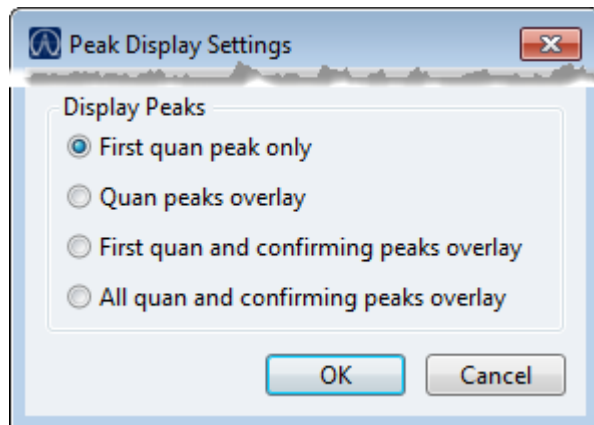 Peak Display Settings
Display Peaks
First quan peak only
Quan peaks overlay
First quan and confirming peaks overlay
All quan and confirming peaks overlay
OK Cancel